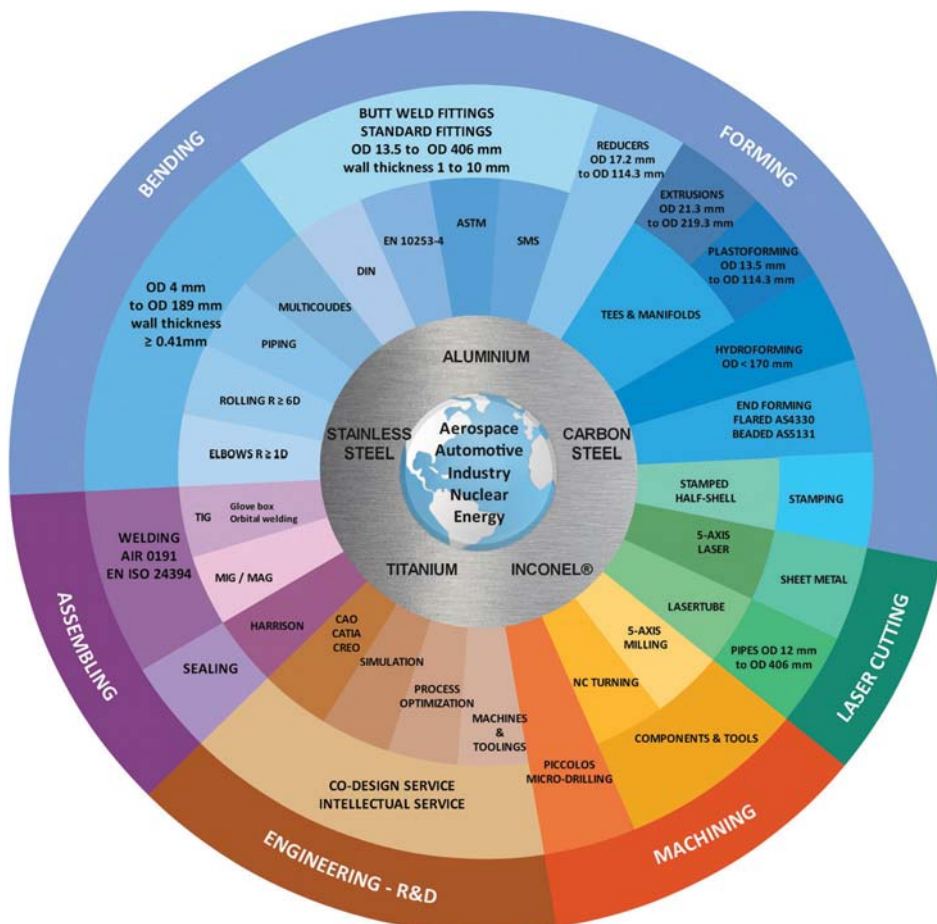 BENDING
FORMING
LASER CUTTING
MACHINING
ENGINEERING - R&D
ASSEMBLING
BUTT WELD FITTINGS
STANDARD FITTINGS
OD 13.5 to OD 406 mm
wall thickness 1 to 10 mm
REDUCERS
OD 17.2 mm
to OD 114.3 mm
EXTRUSIONS
OD 21.3 mm
to OD 219.3 mm
PLASTOFORMING
OD 13.5 mm
to OD 114.3 mm
TEES & MANIFOLDS
HYDROFORMING
OD < 170 mm
END FORMING
FLARED AS4330
BEADED AS5131
STAMPED
HALF-SHELL
STAMPING
5-AXIS
LASER
SHEET METAL
LASERTUBE
PIPES OD 12 mm
to OD 406 mm
5-AXIS
MILLING
NC TURNING
COMPONENTS & TOOLS
PICCOLOS
MICRO-DRILLING
MACHINES
&
TOOLINGS
PROCESS
OPTIMIZATION
SIMULATION
CAO
CATIA
CREO
CO-DESIGN SERVICE
INTELLECTUAL SERVICE
HARRISON
SEALING
MIG / MAG
TIG
Glove box
Orbital welding
WELDING
AIR 0191
EN ISO 24394
ELBOWS R ≥ 1D
ROLLING R ≥ 6D
PIPING
MULTICOUDES
OD 4 mm
to OD 189 mm
wall thickness
≥ 0.41mm
DIN
EN 10253-4
ASTM
SMS
ALUMINIUM
STAINLESS
STEEL
CARBON
STEEL
TITANIUM
INCONEL®
Aerospace
Automotive
Industry
Nuclear
Energy